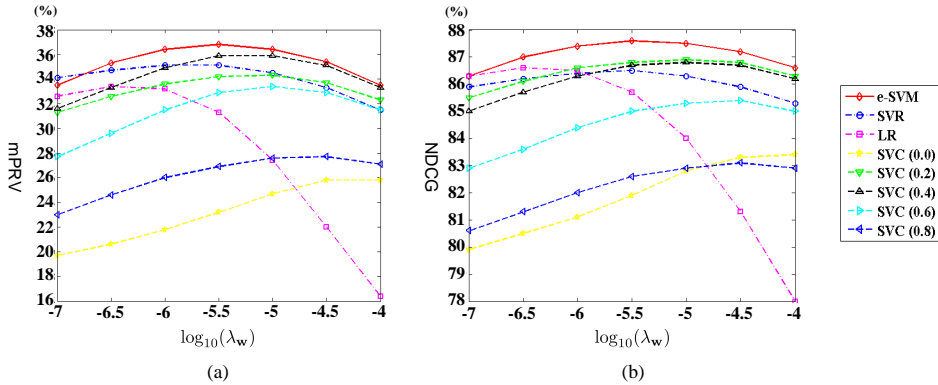 (%)
38
36
34
32
30
28
26
24
22
20
18
16
mPRV
-7
-6.5
-6
-5.5
-5
-4.5
-4
log₁₀(λ_w)
(a)
(%)
88
87
86
85
84
83
82
81
80
79
78
NDCG
-7
-6.5
-6
-5.5
-5
-4.5
-4
log₁₀(λ_w)
(b)
e-SVM
SVR
LR
SVC (0.0)
SVC (0.2)
SVC (0.4)
SVC (0.6)
SVC (0.8)